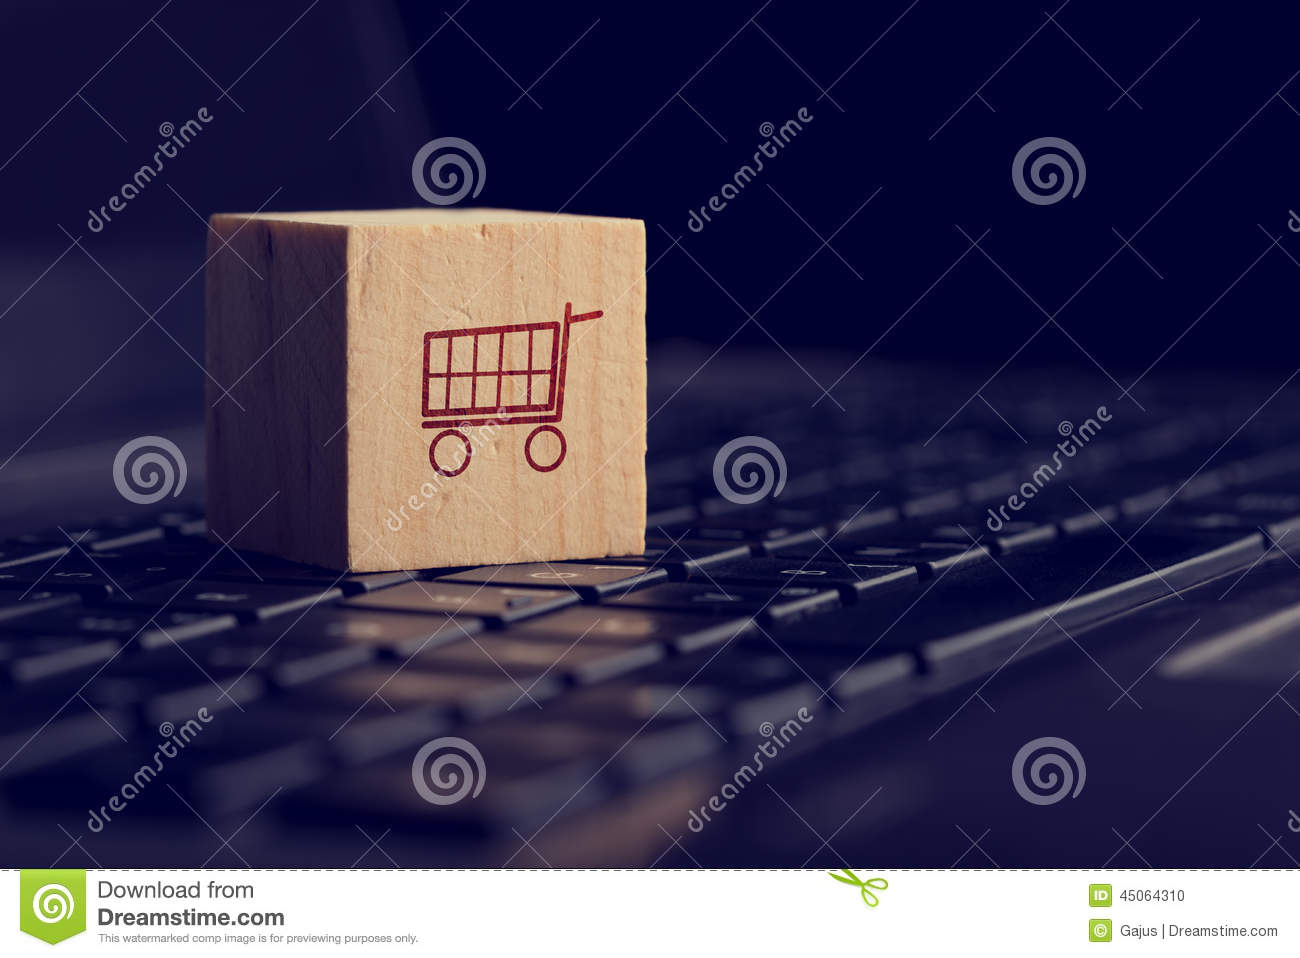 dreamstime
dreamstime
dreamstime
dreamstime
dreamstime
dreamstime
Download from
Dreamstime.com
This watermarked comp image is for previewing purposes only.
ID 45064310
© Gajus | Dreamstime.com